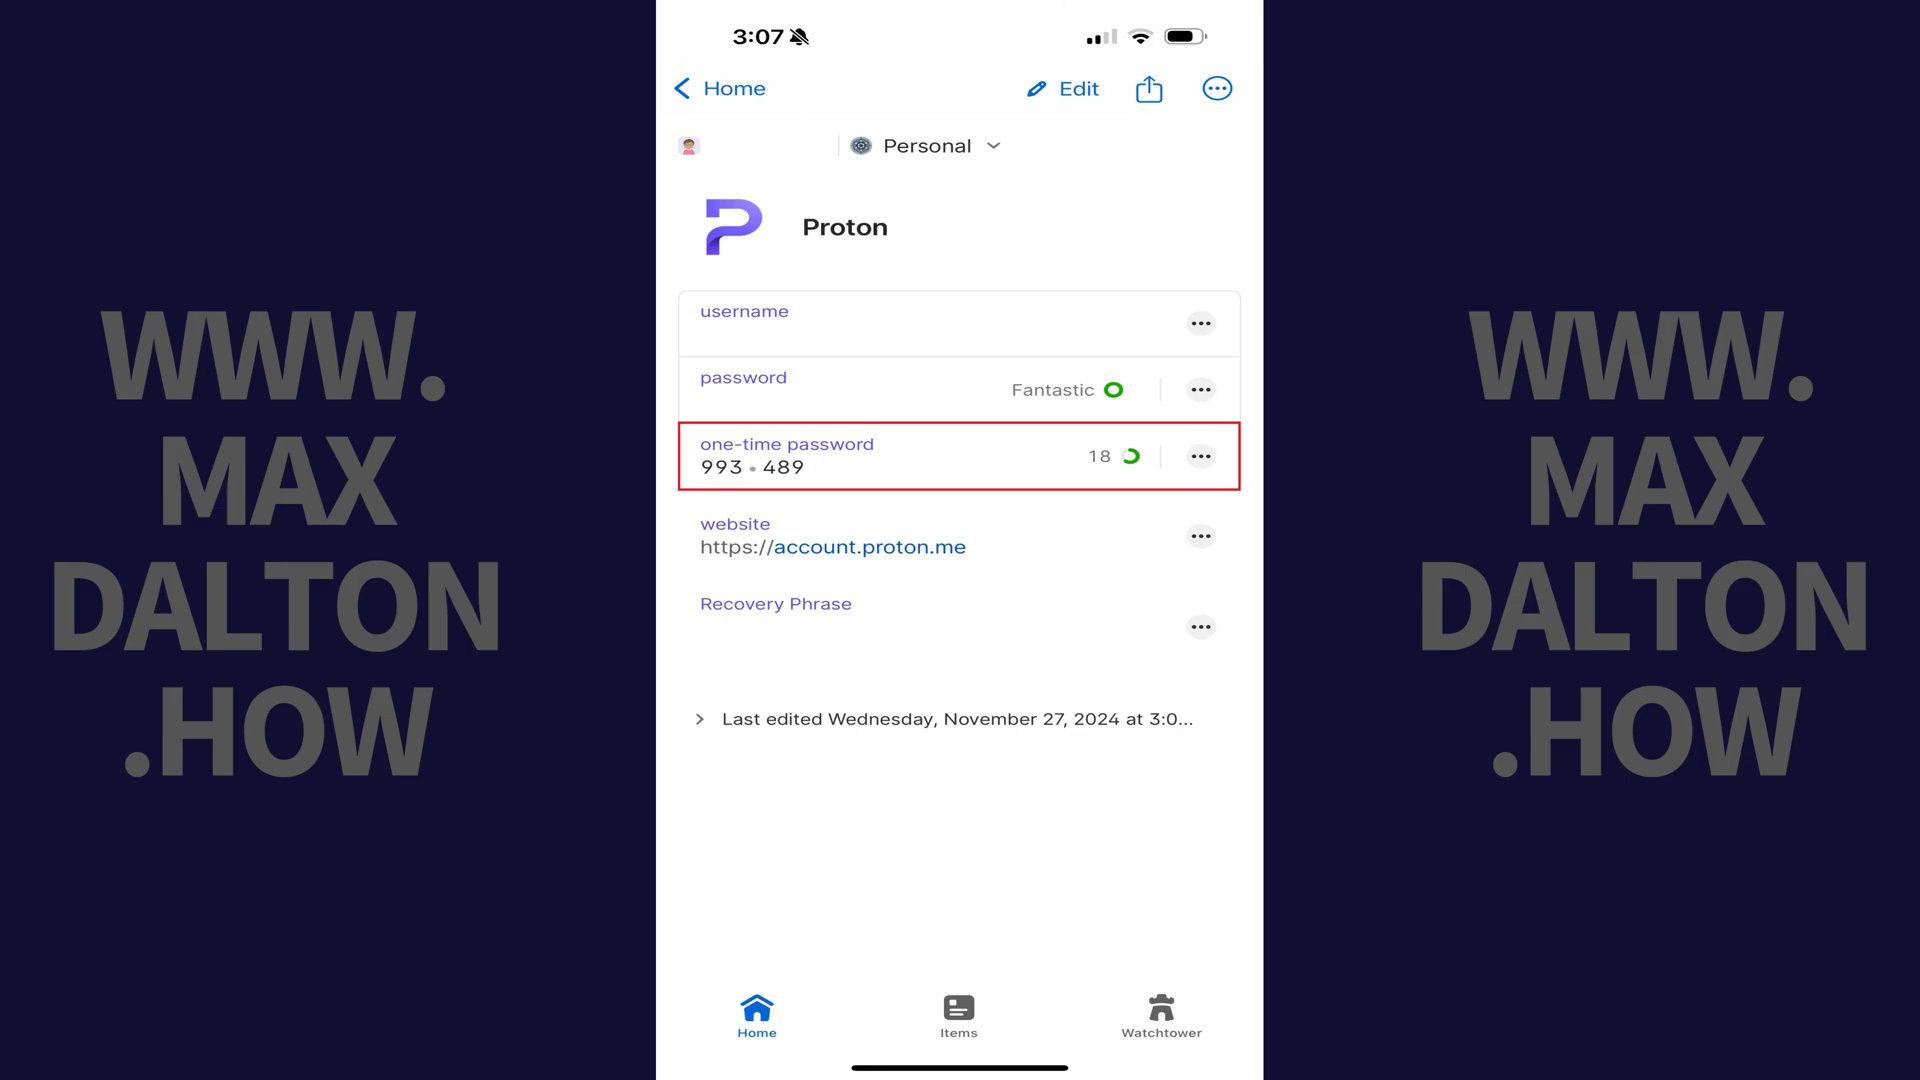 WWW.
MAX
DALTON
.HOW
3:07
Home
Edit
Personal
Proton
username
password
Fantastic
one-time password
993 • 489
18
website
https://account.proton.me
Recovery Phrase
Last edited Wednesday, November 27, 2024 at 3:0...
Home
Items
Watchtower
WWW.
MAX
DALTON
.HOW